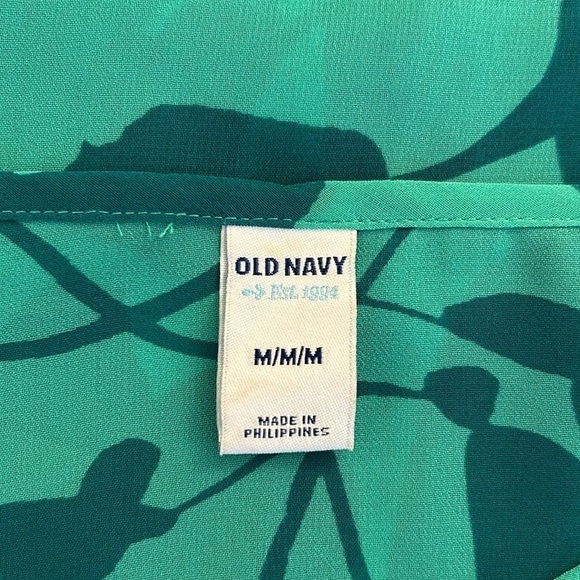 OLD NAVY
Est. 1994
M/M/M
MADE IN
PHILIPPINES